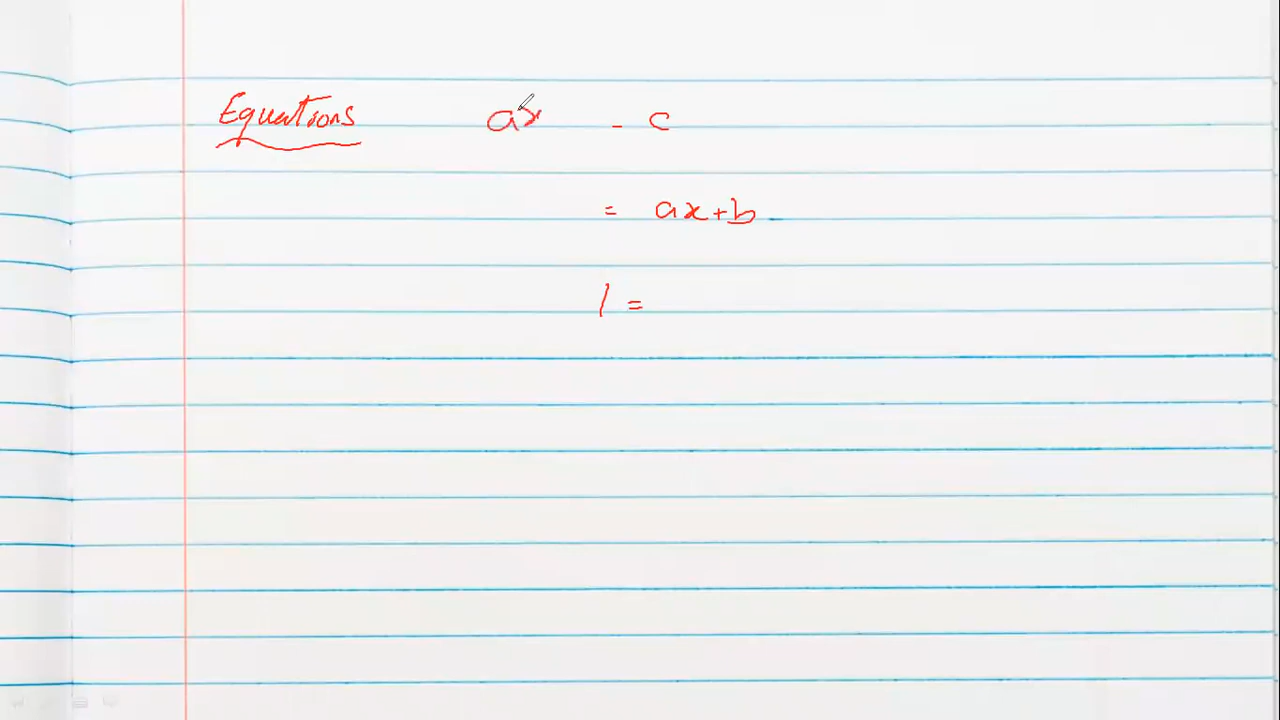 Equations ax - c
= ax+b
1 =